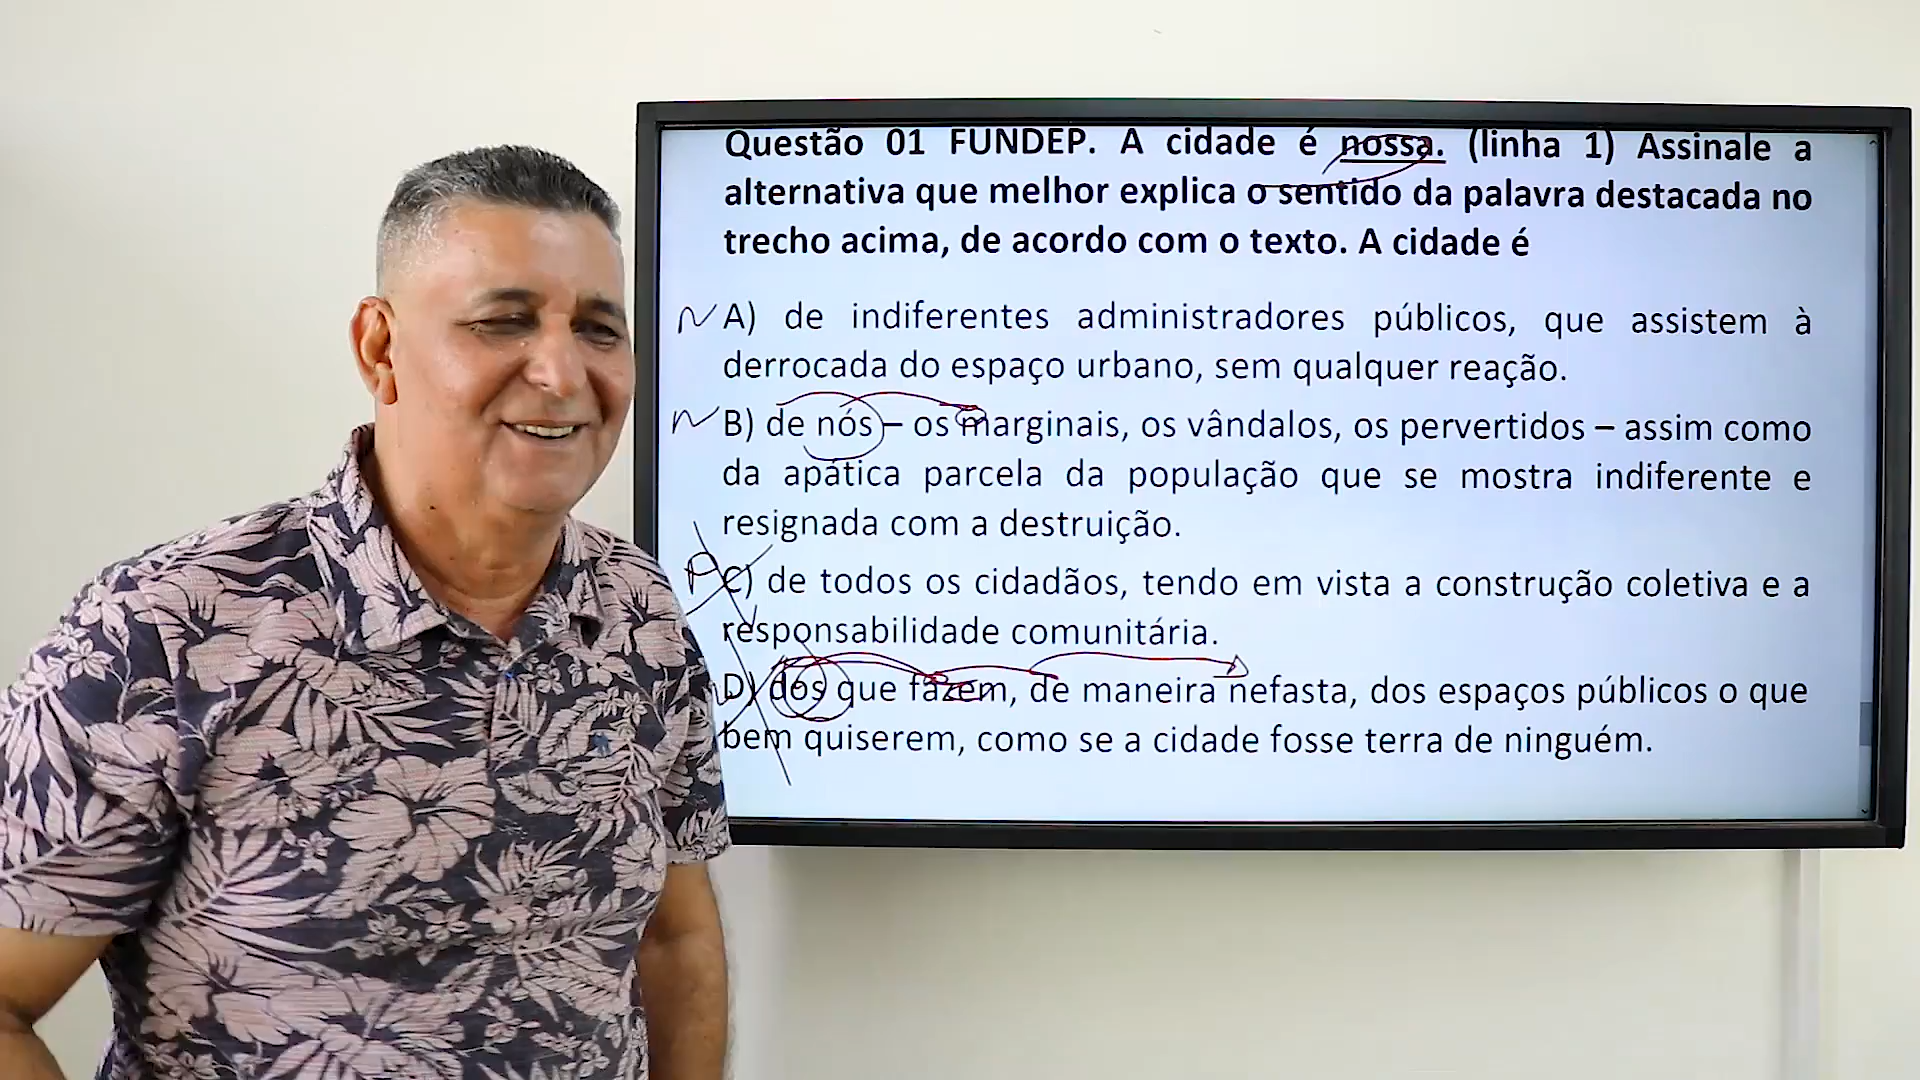 Questão 01 FUNDEP. A cidade é nossa. (linha 1) Assinale a
alternativa que melhor explica o sentido da palavra destacada no
trecho acima, de acordo com o texto. A cidade é
N A) de indiferentes administradores públicos, que assistem à
derrocada do espaço urbano, sem qualquer reação.
N B) de nós – os marginais, os vândalos, os pervertidos – assim como
da apática parcela da população que se mostra indiferente e
resignada com a destruição.
P C) de todos os cidadãos, tendo em vista a construção coletiva e a
responsabilidade comunitária.
D) dos que fazem, de maneira nefasta, dos espaços públicos o que
bem quiserem, como se a cidade fosse terra de ninguém.